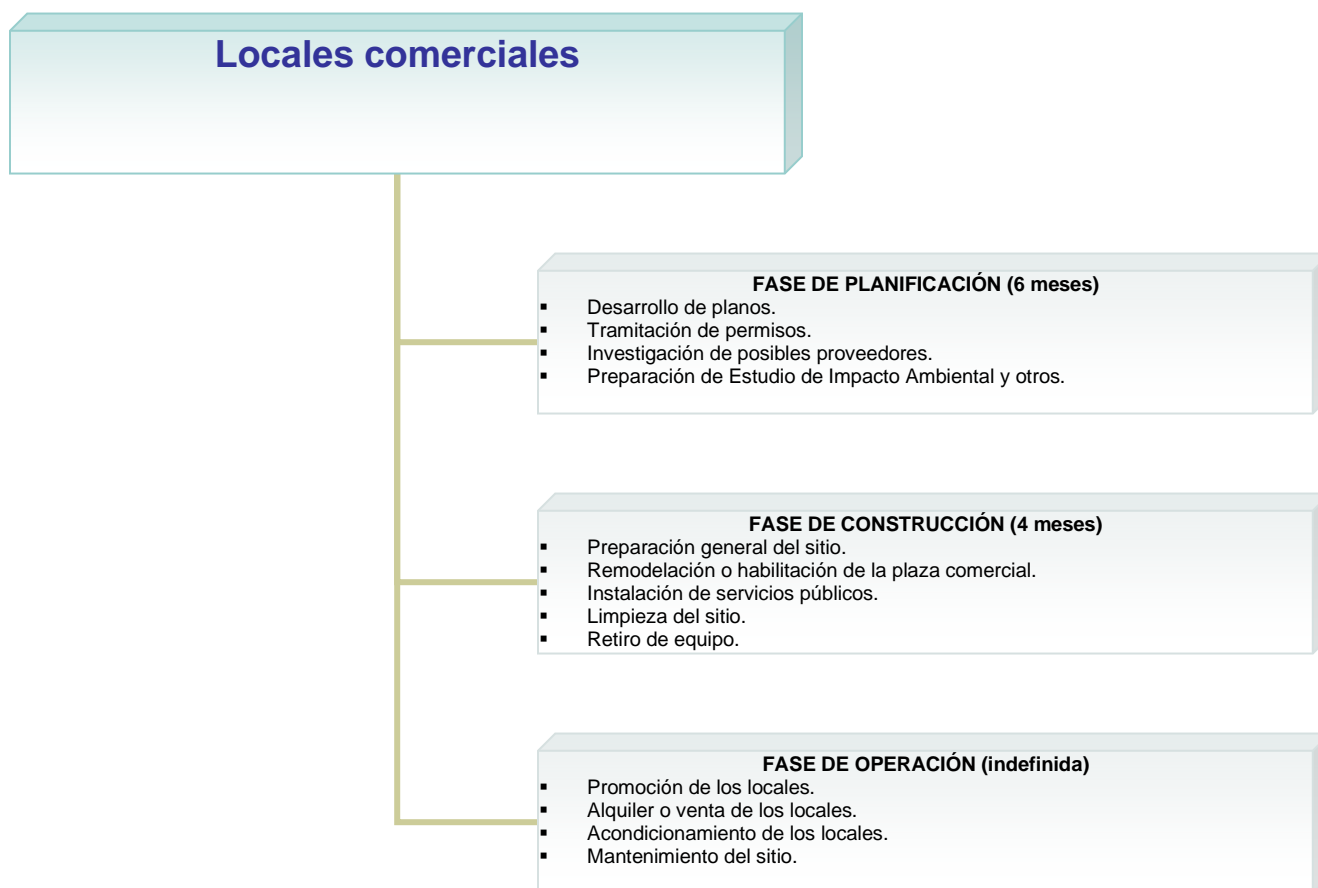 Locales comerciales
FASE DE PLANIFICACIÓN (6 meses)
▪ Desarrollo de planos.
▪ Tramitación de permisos.
▪ Investigación de posibles proveedores.
▪ Preparación de Estudio de Impacto Ambiental y otros.
FASE DE CONSTRUCCIÓN (4 meses)
▪ Preparación general del sitio.
▪ Remodelación o habilitación de la plaza comercial.
▪ Instalación de servicios públicos.
▪ Limpieza del sitio.
▪ Retiro de equipo.
FASE DE OPERACIÓN (indefinida)
▪ Promoción de los locales.
▪ Alquiler o venta de los locales.
▪ Acondicionamiento de los locales.
▪ Mantenimiento del sitio.